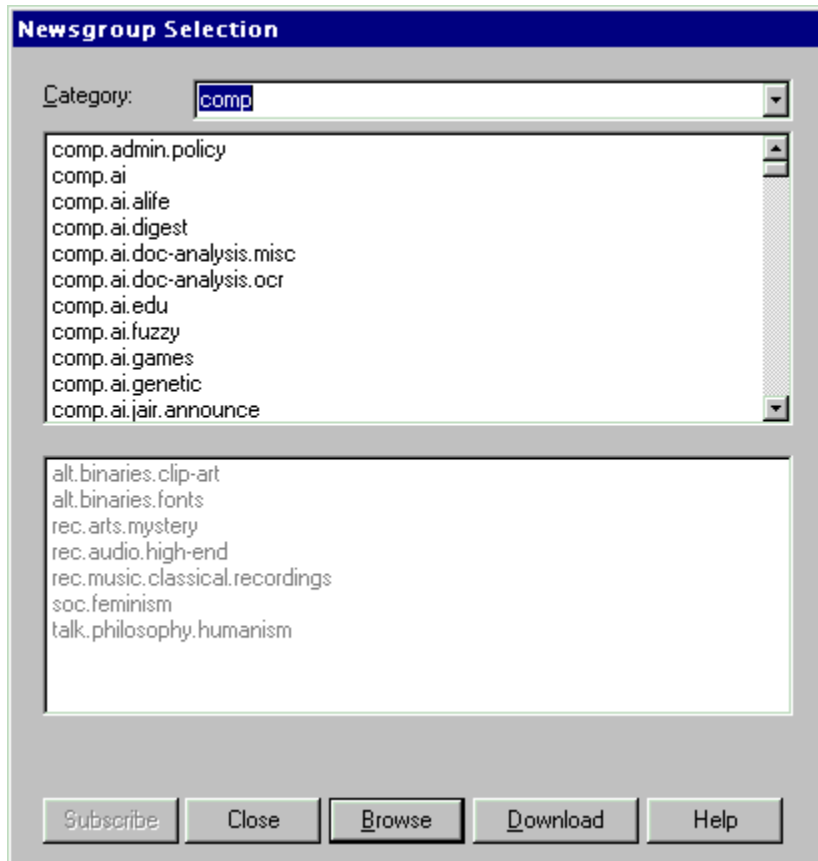 Newsgroup Selection
Category: comp
comp.admin.policy
comp.ai
comp.ai.alife
comp.ai.digest
comp.ai.doc-analysis.misc
comp.ai.doc-analysis.ocr
comp.ai.edu
comp.ai.fuzzy
comp.ai.games
comp.ai.genetic
comp.ai.jair.announce
alt.binaries.clip-art
alt.binaries.fonts
rec.arts.mystery
rec.audio.high-end
rec.music.classical.recordings
soc.feminism
talk.philosophy.humanism
Subscribe Close Browse Download Help